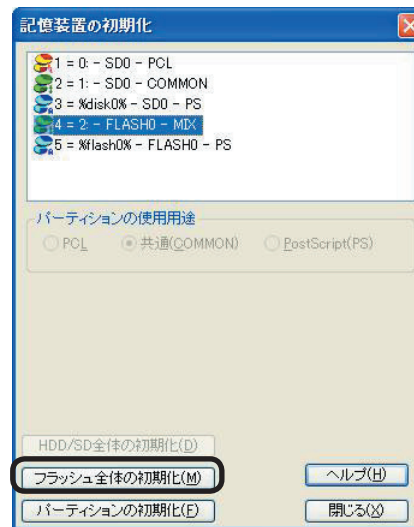 記憶装置の初期化
1 = 0: - SD0 - PCL
2 = 1: - SD0 - COMMON
3 = %disk0% - SD0 - PS
4 = 2: - FLASH0 - MIX
5 = %flash0% - FLASH0 - PS
パーティションの使用用途
PCL 共通(COMMON) PostScript(PS)
HDD/SD全体の初期化(D)
フラッシュ全体の初期化(M) ヘルプ(H)
パーティションの初期化(F) 閉じる(X)